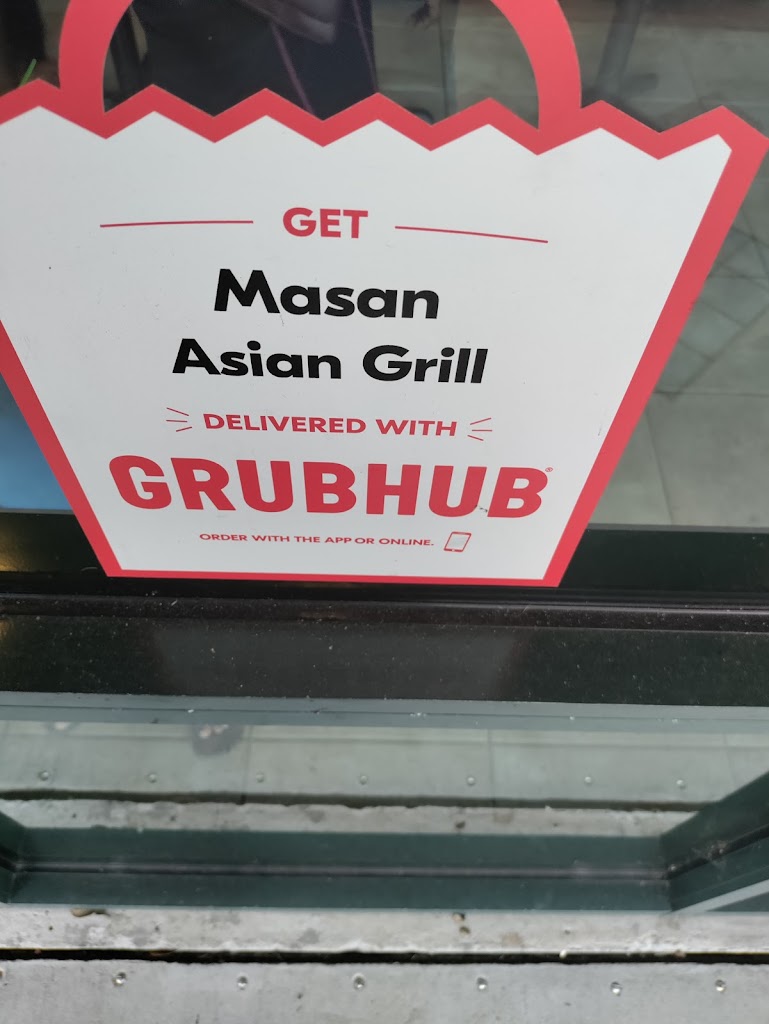 GET
Masan
Asian Grill
DELIVERED WITH
GRUBHUB®
ORDER WITH THE APP OR ONLINE.